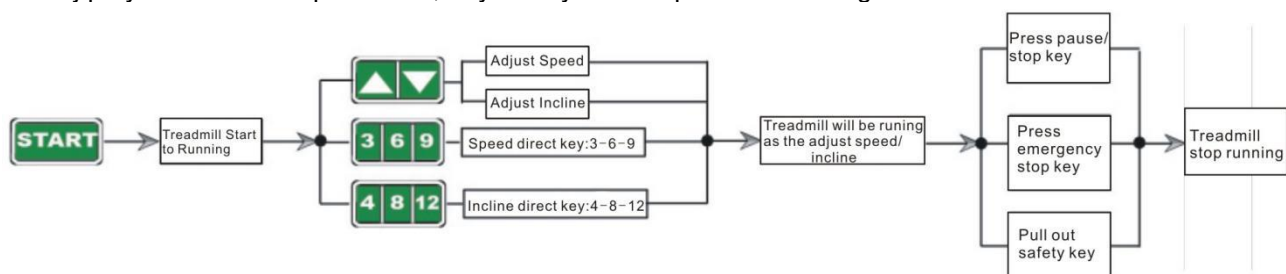 START
Treadmill Start
to Running
Adjust Speed
Adjust Incline
3 6 9
Speed direct key:3-6-9
4 8 12
Incline direct key:4-8-12
Treadmill will be runing
as the adjust speed/
incline
Press pause/
stop key
Press
emergency
stop key
Pull out
safety key
Treadmill
stop running